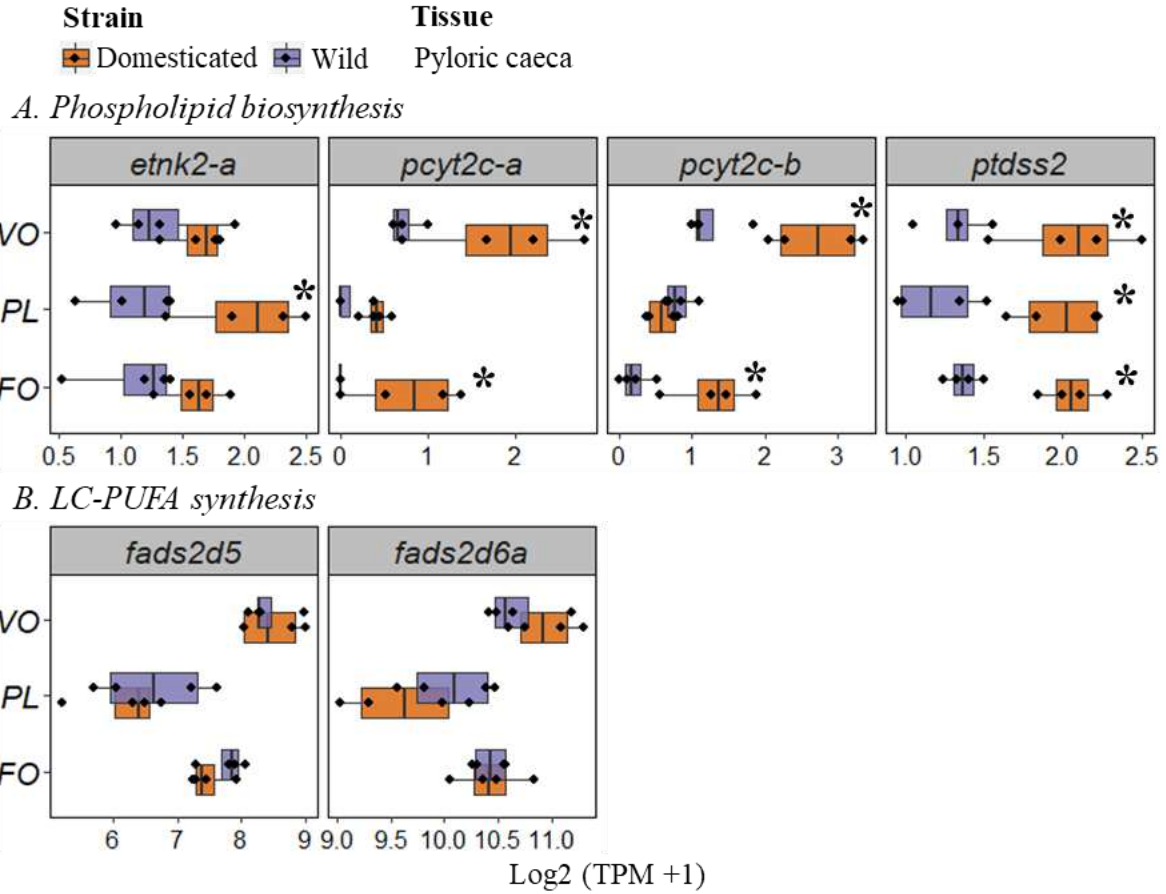 Strain Tissue
Domesticated Wild Pyloric caeca
A. Phospholipid biosynthesis
etnk2-a pcyt2c-a pcyt2c-b ptdss2
VO * * *
PL * *
FO * * *
0.5 1.0 1.5 2.0 2.5 0 1 2 0 1 2 3 1.0 1.5 2.0 2.5
B. LC-PUFA synthesis
fads2d5 fads2d6a
VO
PL
FO
6 7 8 9 9.0 9.5 10.0 10.5 11.0
Log2 (TPM +1)